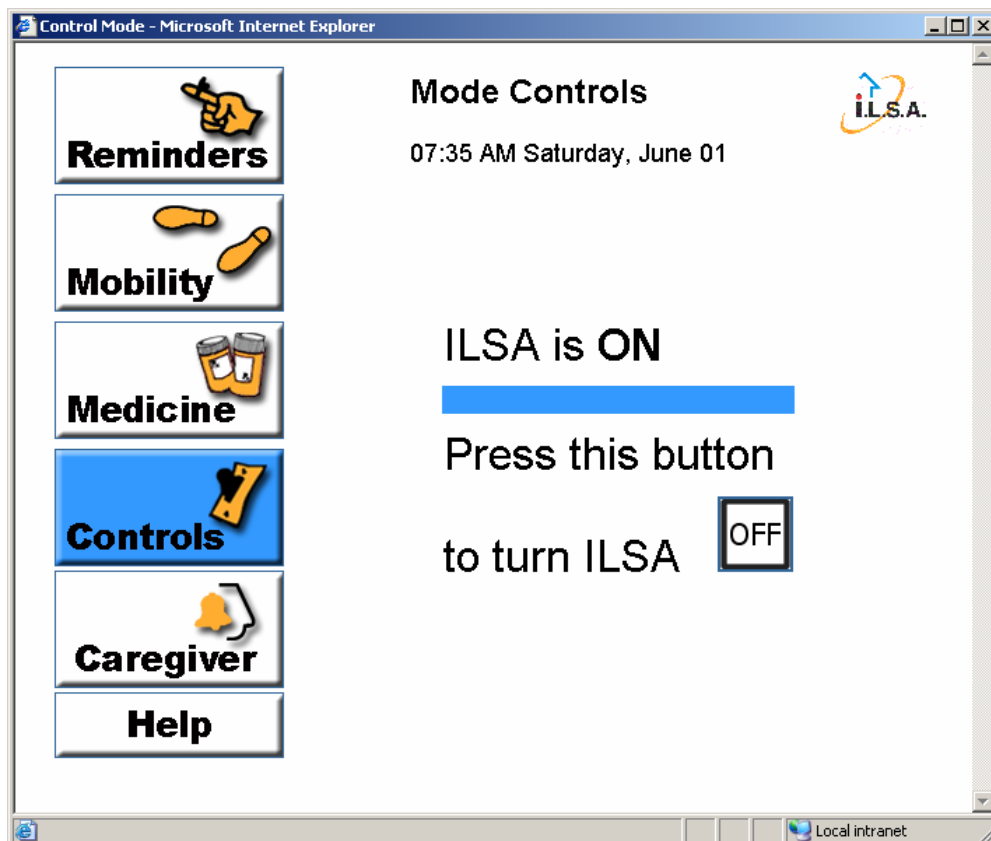 Control Mode - Microsoft Internet Explorer
Reminders
Mobility
Medicine
Controls
Caregiver
Help
Mode Controls
07:35 AM Saturday, June 01
i.L.S.A.
ILSA is ON
Press this button
to turn ILSA OFF
Local intranet